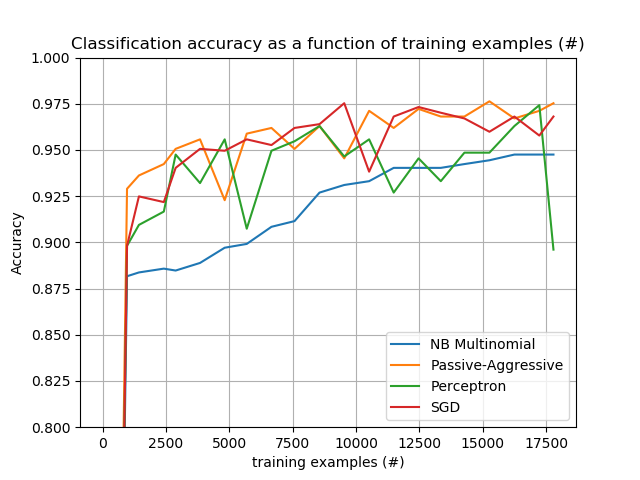 Classification accuracy as a function of training examples (#)
1.000
0.975
0.950
0.925
0.900
0.875
0.850
0.825
0.800
Accuracy
NB Multinomial
Passive-Aggressive
Perceptron
SGD
0 2500 5000 7500 10000 12500 15000 17500
training examples (#)